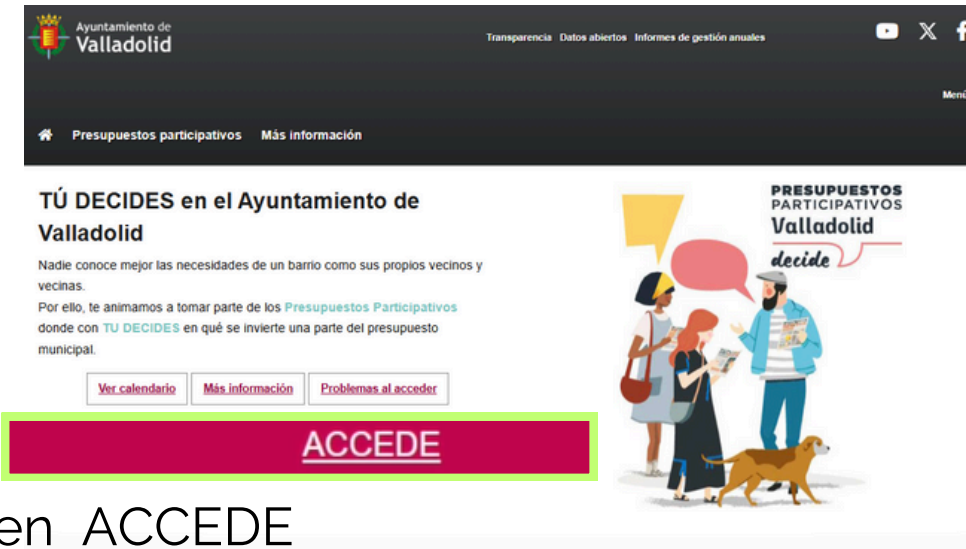 Ayuntamiento de
Valladolid
Transparencia Datos abiertos Informes de gestión anuales
Menú
Presupuestos participativos Más información
TÚ DECIDES en el Ayuntamiento de
Valladolid
Nadie conoce mejor las necesidades de un barrio como sus propios vecinos y
vecinas.
Por ello, te animamos a tomar parte de los Presupuestos Participativos
donde con TU DECIDES en qué se invierte una parte del presupuesto
municipal.
Ver calendario Más información Problemas al acceder
ACCEDE
PRESUPUESTOS
PARTICIPATIVOS
Valladolid
decide
en ACCEDE